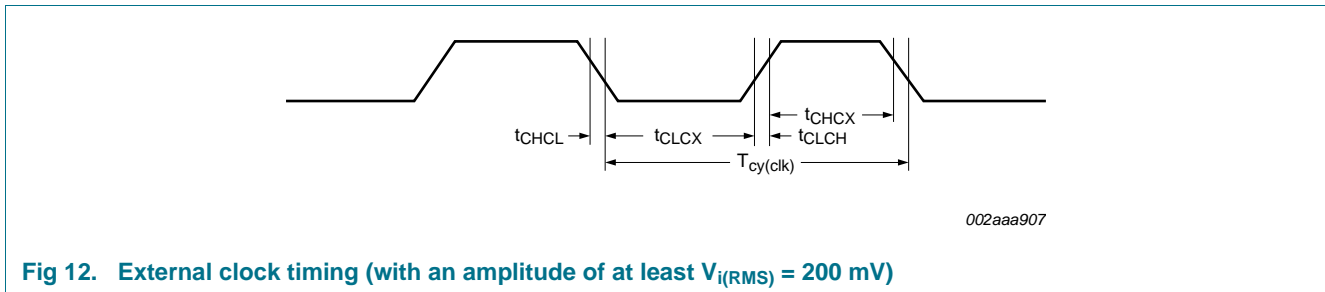 tCHCX
tCHCL tCLCX tCLCH
Tcy(clk)
002aaa907
Fig 12. External clock timing (with an amplitude of at least Vi(RMS) = 200 mV)